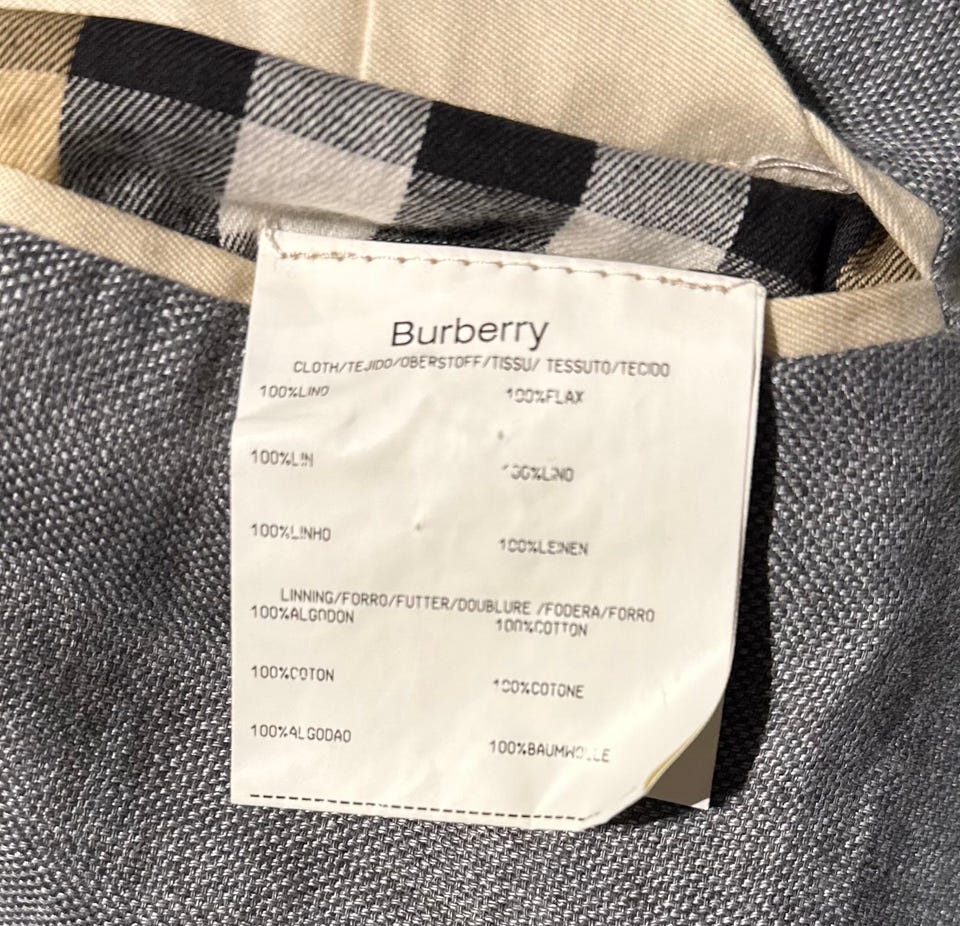 Burberry
CLOTH/TEJIDO/OBERSTOFF/TISSU/ TESSUTO/TECIDO
100%LINO 100%FLAX
100%LIN 100%LINO
100%LINHO 100%LEINEN
LINNING/FORRO/FUTTER/DOUBLURE /FODERA/FORRO
100%ALGODON 100%COTTON
100%COTON 100%COTONE
100%ALGODAO 100%BAUMWOLLE